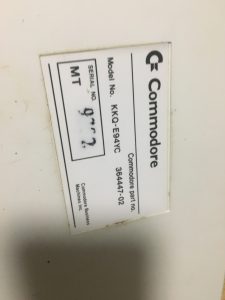 Commodore
Commodore part no.
Model No. KKQ-E94YC 364447-02
SERIAL NO.
MT
Commodore Business
Machines Inc.